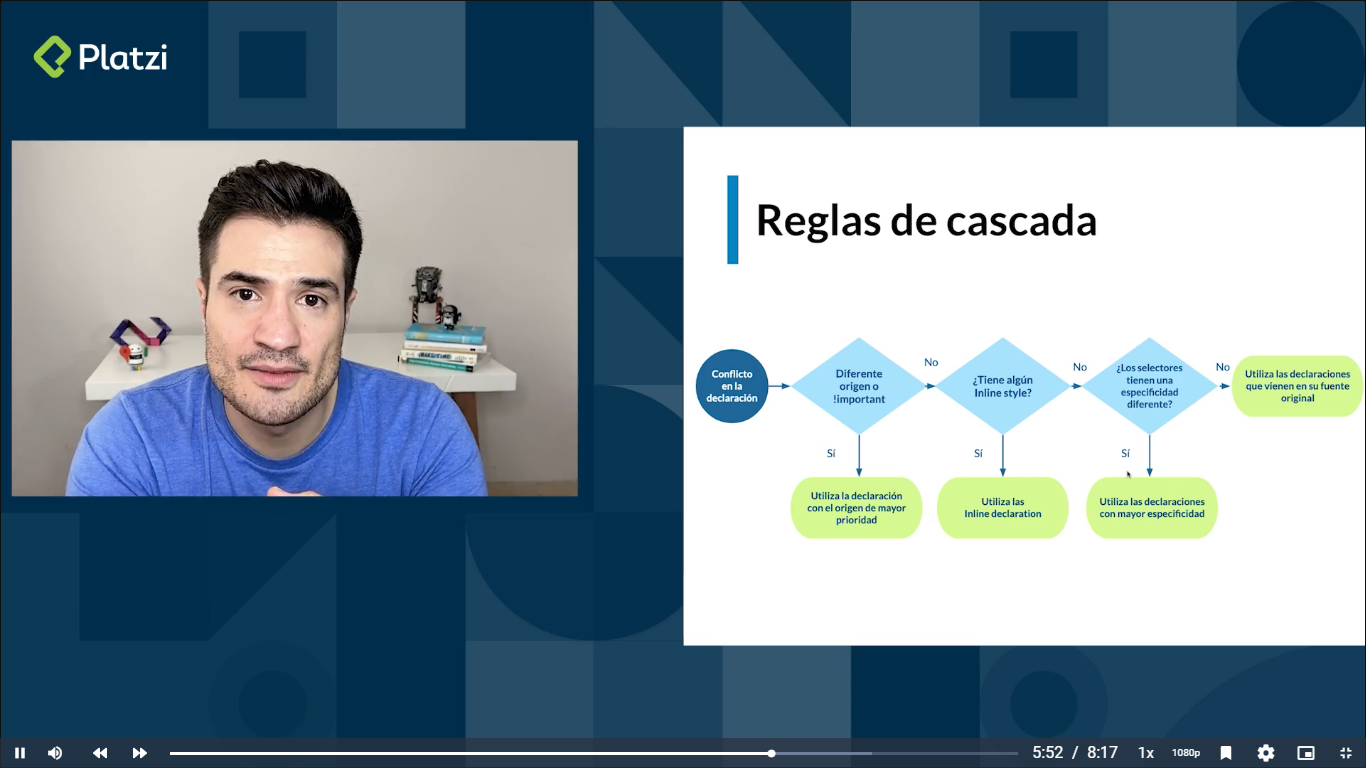 Platzi
Reglas de cascada
Conflicto
en la
declaración
Diferente
origen o
!important
No
¿Tiene algún
Inline style?
No
¿Los selectores
tienen una
especificidad
diferente?
No
Utiliza las declaraciones
que vienen en su fuente
original
Sí
Sí
Sí
Utiliza la declaración
con el origen de mayor
prioridad
Utiliza las
Inline declaration
Utiliza las declaraciones
con mayor especificidad
5:52 / 8:17
1x
1080p